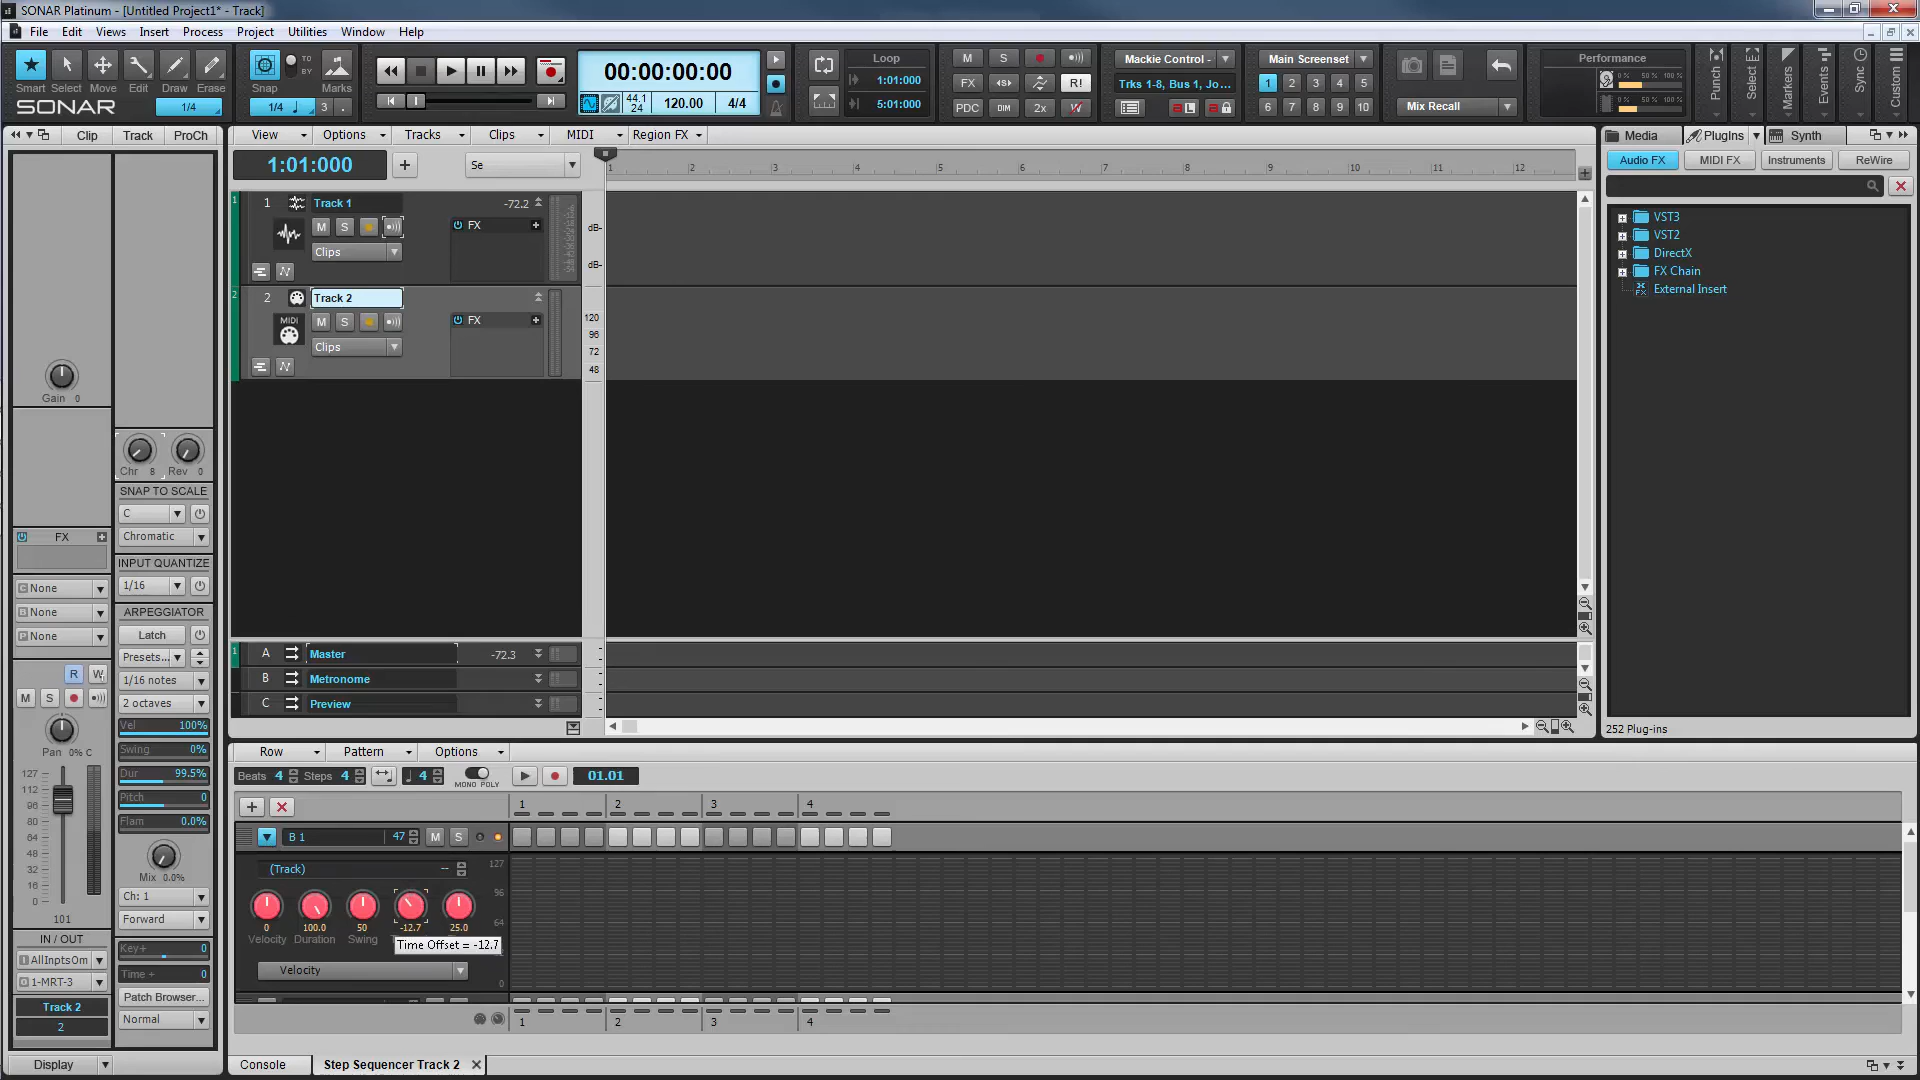 SONAR Platinum - [Untitled Project1* - Track]
File Edit Views Insert Process Project Utilities Window Help
Smart Select Move Edit Draw Erase
SONAR 1/4
Snap TO BY Marks
1/4 3
00:00:00:00
44.1 24 120.00 4/4
Loop
1:01:000
5:01:000
M S
FX R!
PDC DIM 2x W
Mackie Control -
Trks 1-8, Bus 1, Jo...
L
Main Screenset
1 2 3 4 5
6 7 8 9 10
Mix Recall
Performance
0 % 50 % 100 %
0 % 50 % 100 %
Punch
Select
Markers
Events
Sync
Custom
Clip Track ProCh
View Options Tracks Clips MIDI Region FX
1:01:000 + Se
1 2 3 4 5 6 7 8 9 10 11 12
1 1 Track 1 -72.2
M S FX +
Clips
dB-
dB-
2 2 Track 2
MIDI M S FX +
Clips
120
96
72
48
1 A Master -72.3
B Metronome
C Preview
Gain 0
Chr 8 Rev 0
SNAP TO SCALE
C
Chromatic
FX
INPUT QUANTIZE
1/16
C None
B None
P None
ARPEGGIATOR
Latch
Presets...
1/16 notes
2 octaves
Vel 100%
Swing 0%
Dur 99.5%
Pitch 0
Flam 0.0%
Mix 0.0%
Ch: 1
Forward
Key+ 0
Time + 0
Patch Browser...
Normal
R W
M S
Pan 0% C
127
112
96
80
64
48
32
16
0
101
IN / OUT
I AllInptsOm
O 1-MRT-3
Track 2
2
Display
Media PlugIns Synth
Audio FX MIDI FX Instruments ReWire
VST3
VST2
DirectX
FX Chain
External Insert
252 Plug-ins
Row Pattern Options
Beats 4 Steps 4 4 MONO POLY 01.01
1 2 3 4
B 1 47 M S
(Track) --
127
96
64
0
0 100.0 50 -12.7 25.0
Velocity Duration Swing
Time Offset = -12.7
Velocity
1 2 3 4
Console Step Sequencer Track 2